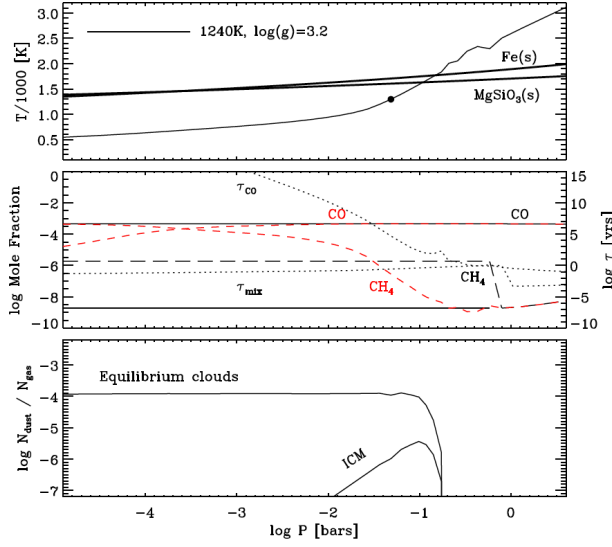 1240K, log(g)=3.2
T/1000 [K]
3.0
2.5
2.0
1.5
1.0
0.5
Fe(s)
MgSiO3(s)
log Mole Fraction
0
-2
-4
-6
-8
-10
τCO
CO
CO
CH4
CH4
τmix
15
10
5
0
-5
-10
log τ [yrs]
log Ndust / Ngas
-3
-4
-5
-6
-7
Equilibrium clouds
ICM
-4
-3
-2
-1
0
log P [bars]